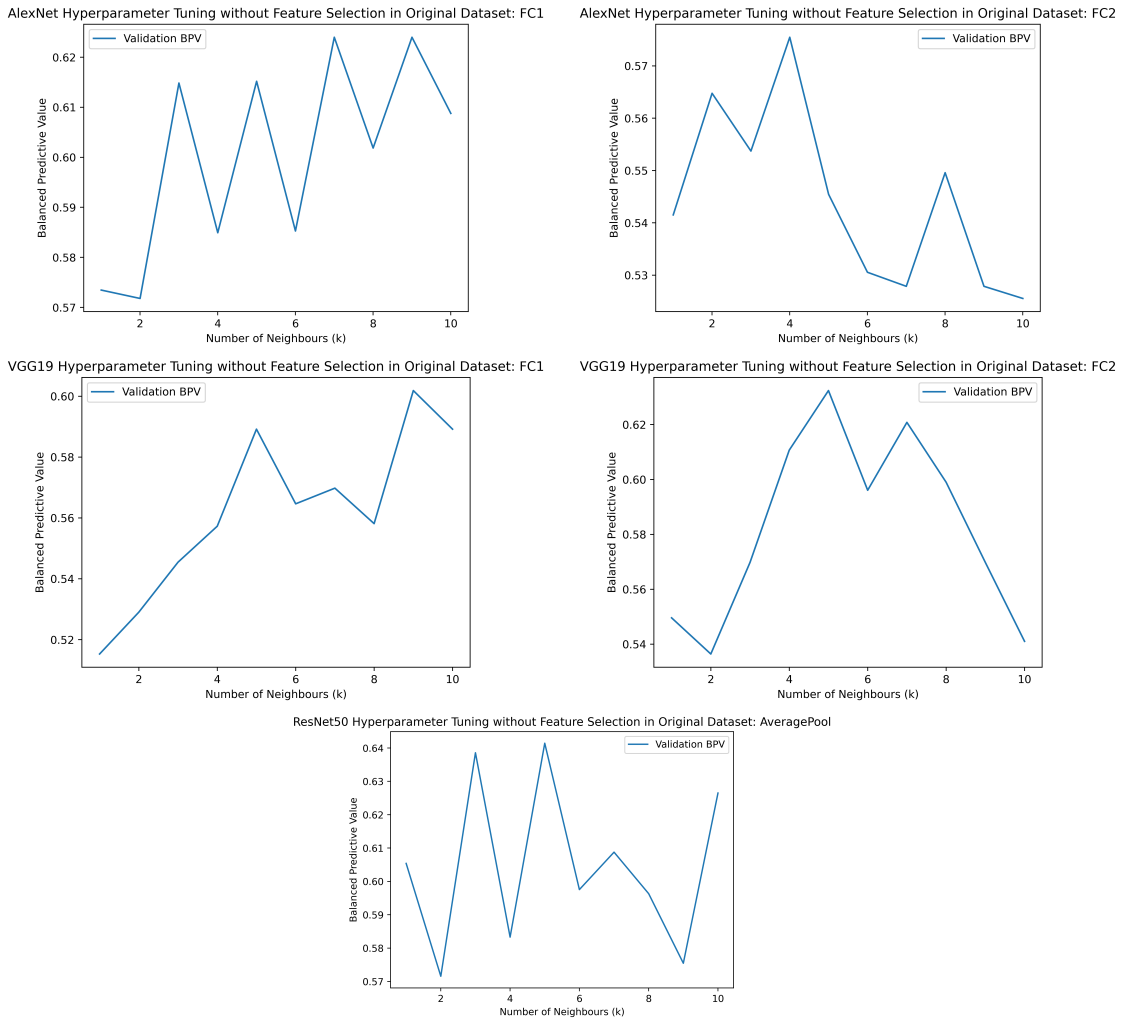 AlexNet Hyperparameter Tuning without Feature Selection in Original Dataset: FC1
Validation BPV
Balanced Predictive Value
0.62
0.61
0.60
0.59
0.58
0.57
2 4 6 8 10
Number of Neighbours (k)
AlexNet Hyperparameter Tuning without Feature Selection in Original Dataset: FC2
Validation BPV
Balanced Predictive Value
0.57
0.56
0.55
0.54
0.53
2 4 6 8 10
Number of Neighbours (k)
VGG19 Hyperparameter Tuning without Feature Selection in Original Dataset: FC1
Validation BPV
Balanced Predictive Value
0.60
0.58
0.56
0.54
0.52
2 4 6 8 10
Number of Neighbours (k)
VGG19 Hyperparameter Tuning without Feature Selection in Original Dataset: FC2
Validation BPV
Balanced Predictive Value
0.62
0.60
0.58
0.56
0.54
2 4 6 8 10
Number of Neighbours (k)
ResNet50 Hyperparameter Tuning without Feature Selection in Original Dataset: AveragePool
Validation BPV
Balanced Predictive Value
0.64
0.63
0.62
0.61
0.60
0.59
0.58
0.57
2 4 6 8 10
Number of Neighbours (k)